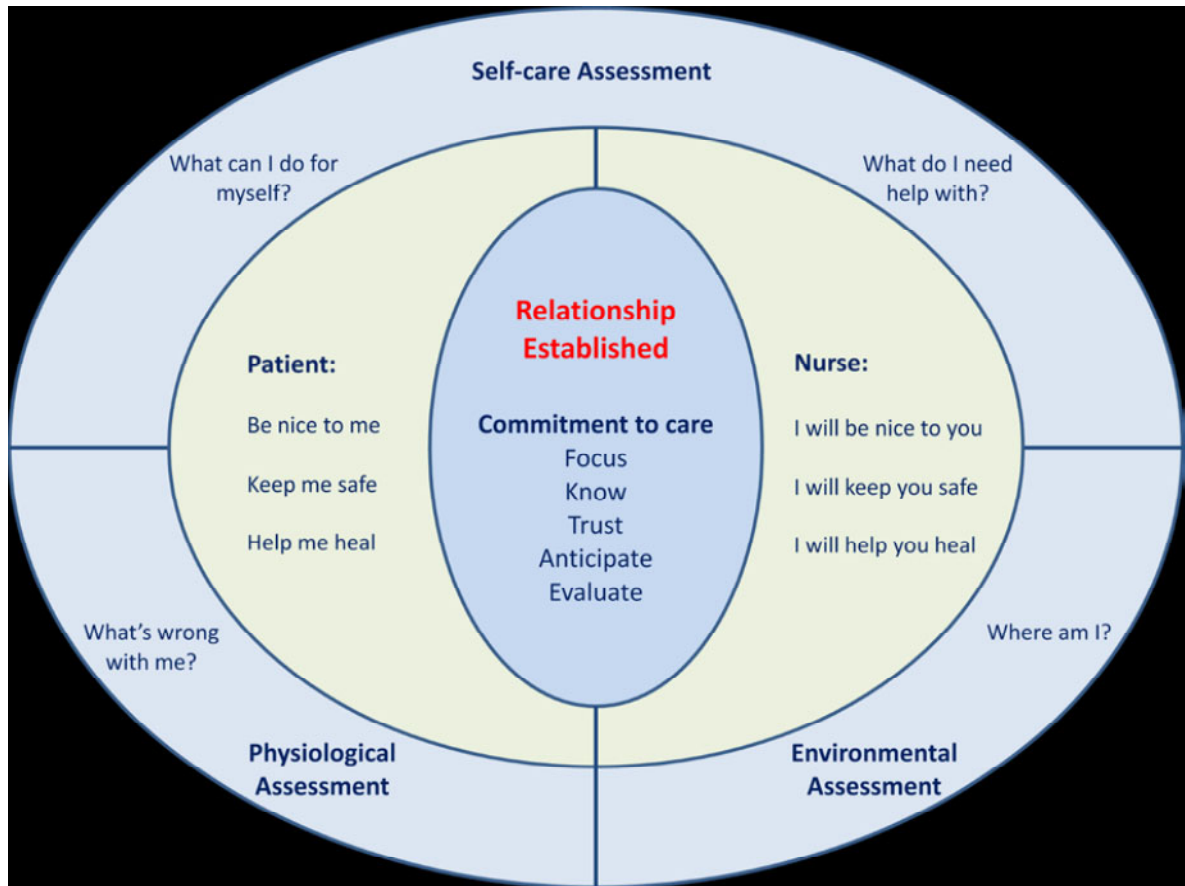 Self-care Assessment
What can I do for
myself?
What do I need
help with?
Relationship
Established
Patient:
Be nice to me
Keep me safe
Help me heal
Commitment to care
Focus
Know
Trust
Anticipate
Evaluate
Nurse:
I will be nice to you
I will keep you safe
I will help you heal
What's wrong
with me?
Where am I?
Physiological
Assessment
Environmental
Assessment